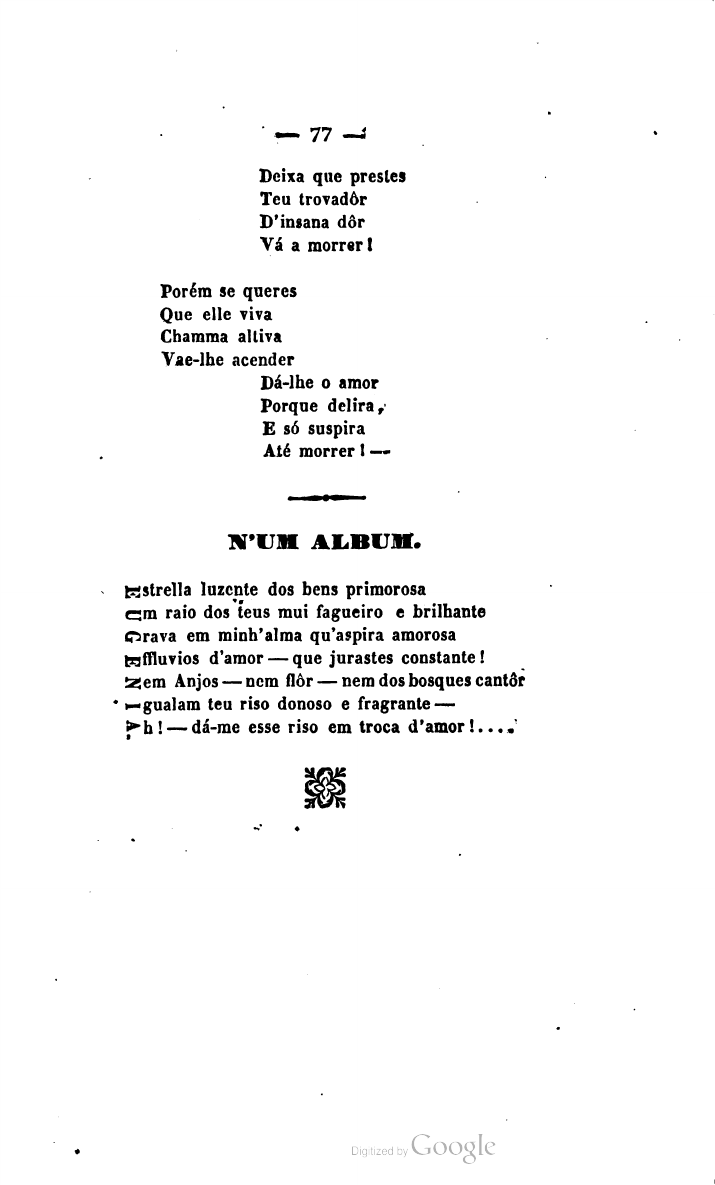 — 77 —
Deixa que prestes
Teu trovadôr
D'insana dôr
Vá a morrer!
Porém se queres
Que elle viva
Chamma altiva
Vae-lhe acender
Dá-lhe o amor
Porque delira,
E só suspira
Até morrer! —
N'UM ALBUM.
Estrella luzente dos bens primorosa
Um raio dos teus mui fagueiro e brilhante
Grava em minh'alma qu'aspira amorosa
Effluvios d'amor — que jurastes constante!
Nem Anjos — nem flôr — nem dos bosques cantôr
Igualam teu riso donoso e fragrante —
Ah! — dá-me esse riso em troca d'amor!....
Digitized by Google